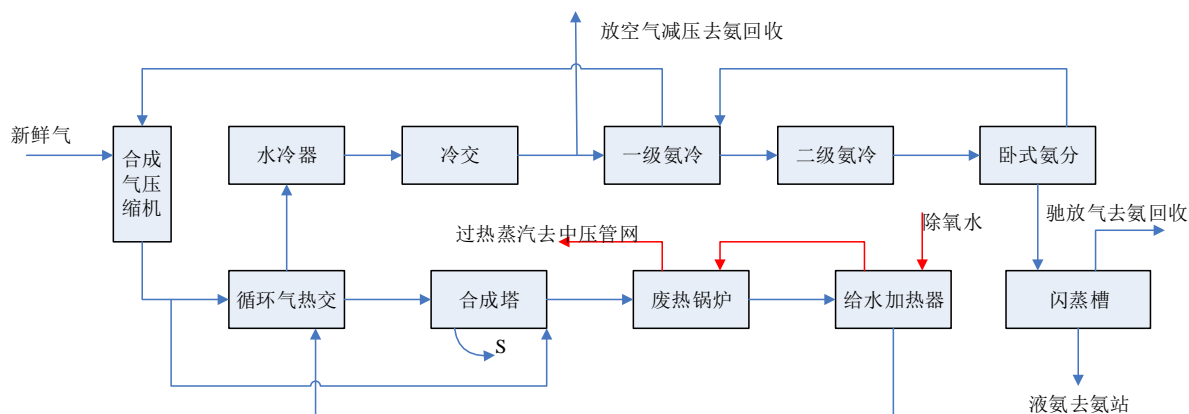 放空气减压去氨回收
新鲜气
合成
气压
缩机
水冷器
冷交
一级氨冷
二级氨冷
卧式氨分
过热蒸汽去中压管网
除氧水
驰放气去氨回收
循环气热交
合成塔
废热锅炉
给水加热器
闪蒸槽
S
液氨去氨站